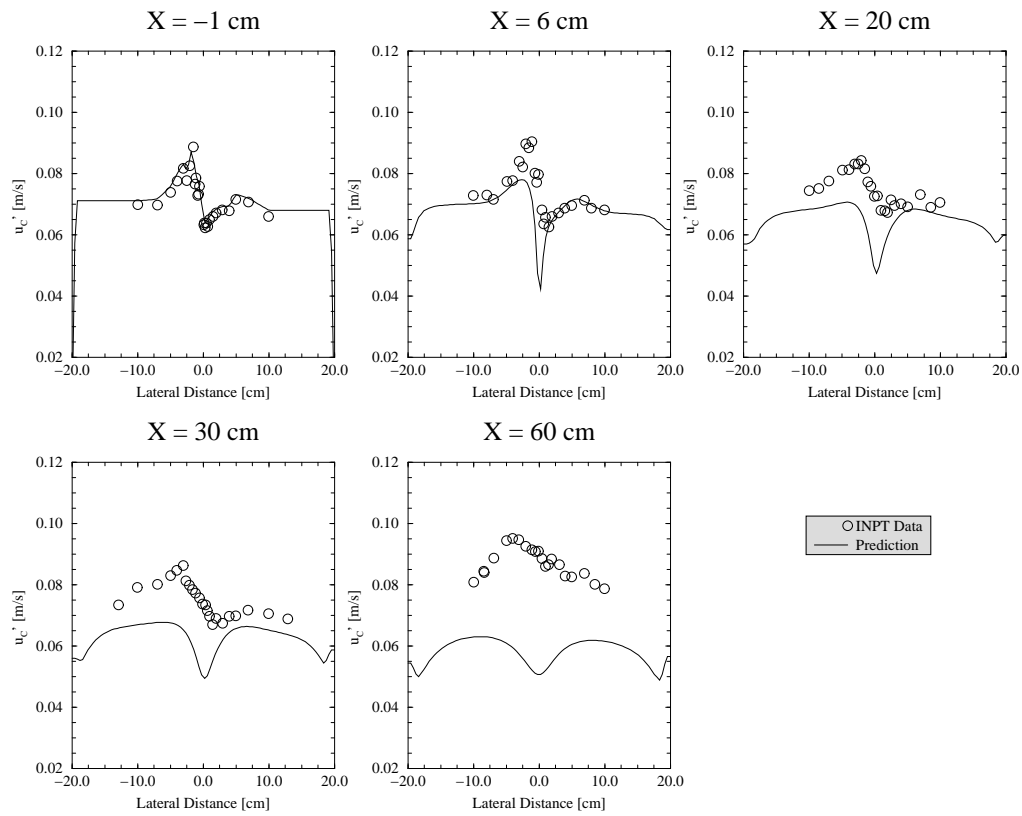 X = −1 cm
X = 6 cm
X = 20 cm
0.12
0.10
0.08
0.06
0.04
0.02
u_c' [m/s]
−20.0 −10.0 0.0 10.0 20.0
Lateral Distance [cm]
0.12
0.10
0.08
0.06
0.04
0.02
u_c' [m/s]
−20.0 −10.0 0.0 10.0 20.0
Lateral Distance [cm]
0.12
0.10
0.08
0.06
0.04
0.02
u_c' [m/s]
−20.0 −10.0 0.0 10.0 20.0
Lateral Distance [cm]
X = 30 cm
X = 60 cm
0.12
0.10
0.08
0.06
0.04
0.02
u_c' [m/s]
−20.0 −10.0 0.0 10.0 20.0
Lateral Distance [cm]
0.12
0.10
0.08
0.06
0.04
0.02
u_c' [m/s]
−20.0 −10.0 0.0 10.0 20.0
Lateral Distance [cm]
INPT Data
Prediction